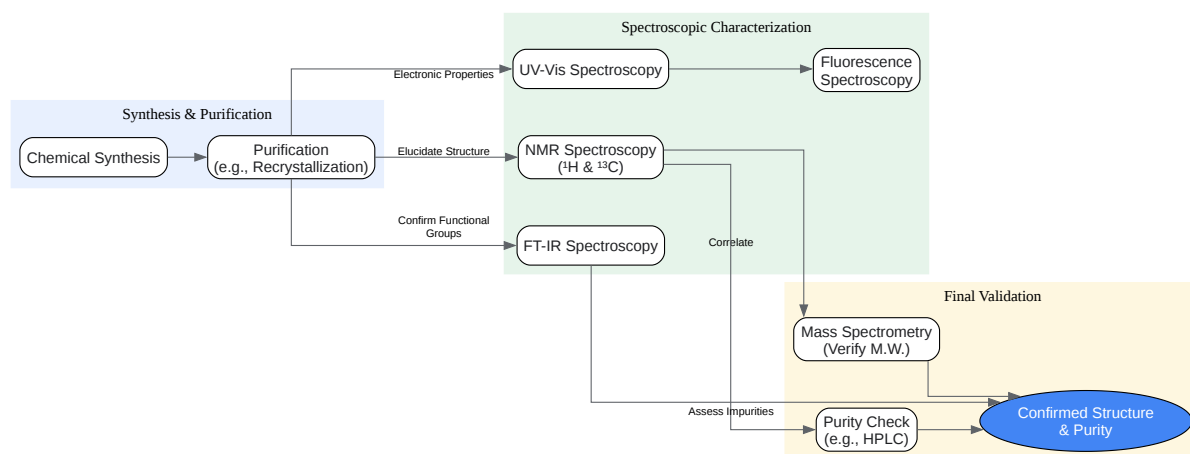 Spectroscopic Characterization
UV-Vis Spectroscopy
Fluorescence
Spectroscopy
Electronic Properties
Synthesis & Purification
Chemical Synthesis
Purification
(e.g., Recrystallization)
Elucidate Structure
NMR Spectroscopy
(¹H & ¹³C)
Confirm Functional
Groups
FT-IR Spectroscopy
Correlate
Final Validation
Mass Spectrometry
(Verify M.W.)
Assess Impurities
Purity Check
(e.g., HPLC)
Confirmed Structure
& Purity